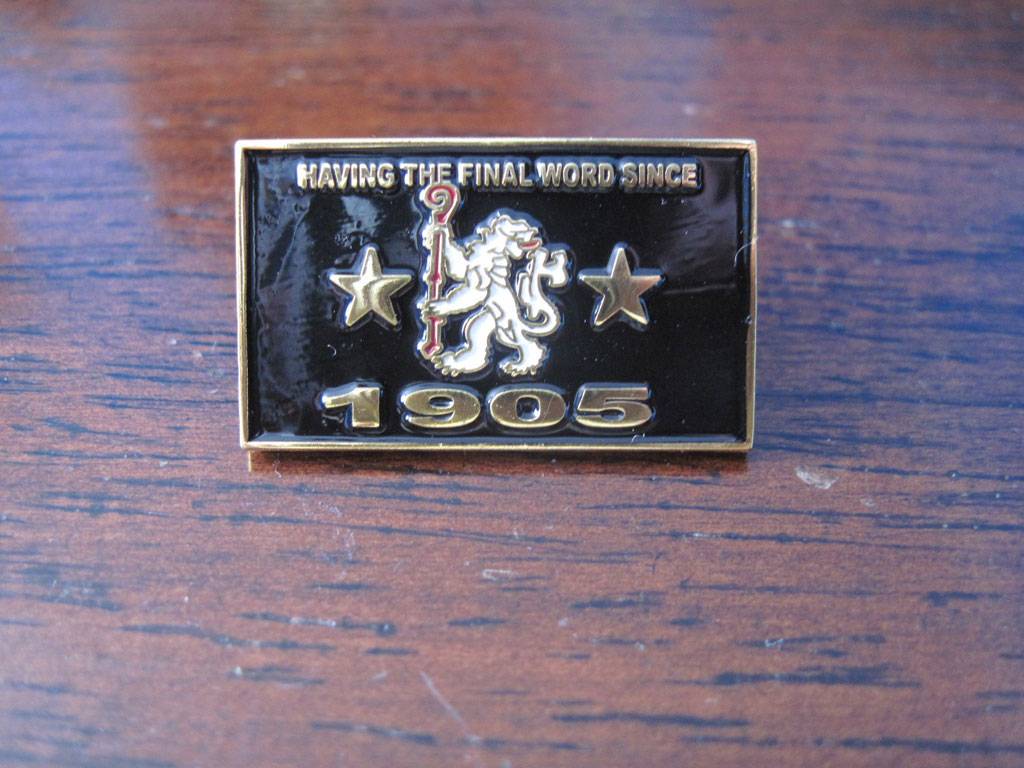 HAVING THE FINAL WORD SINCE
1905